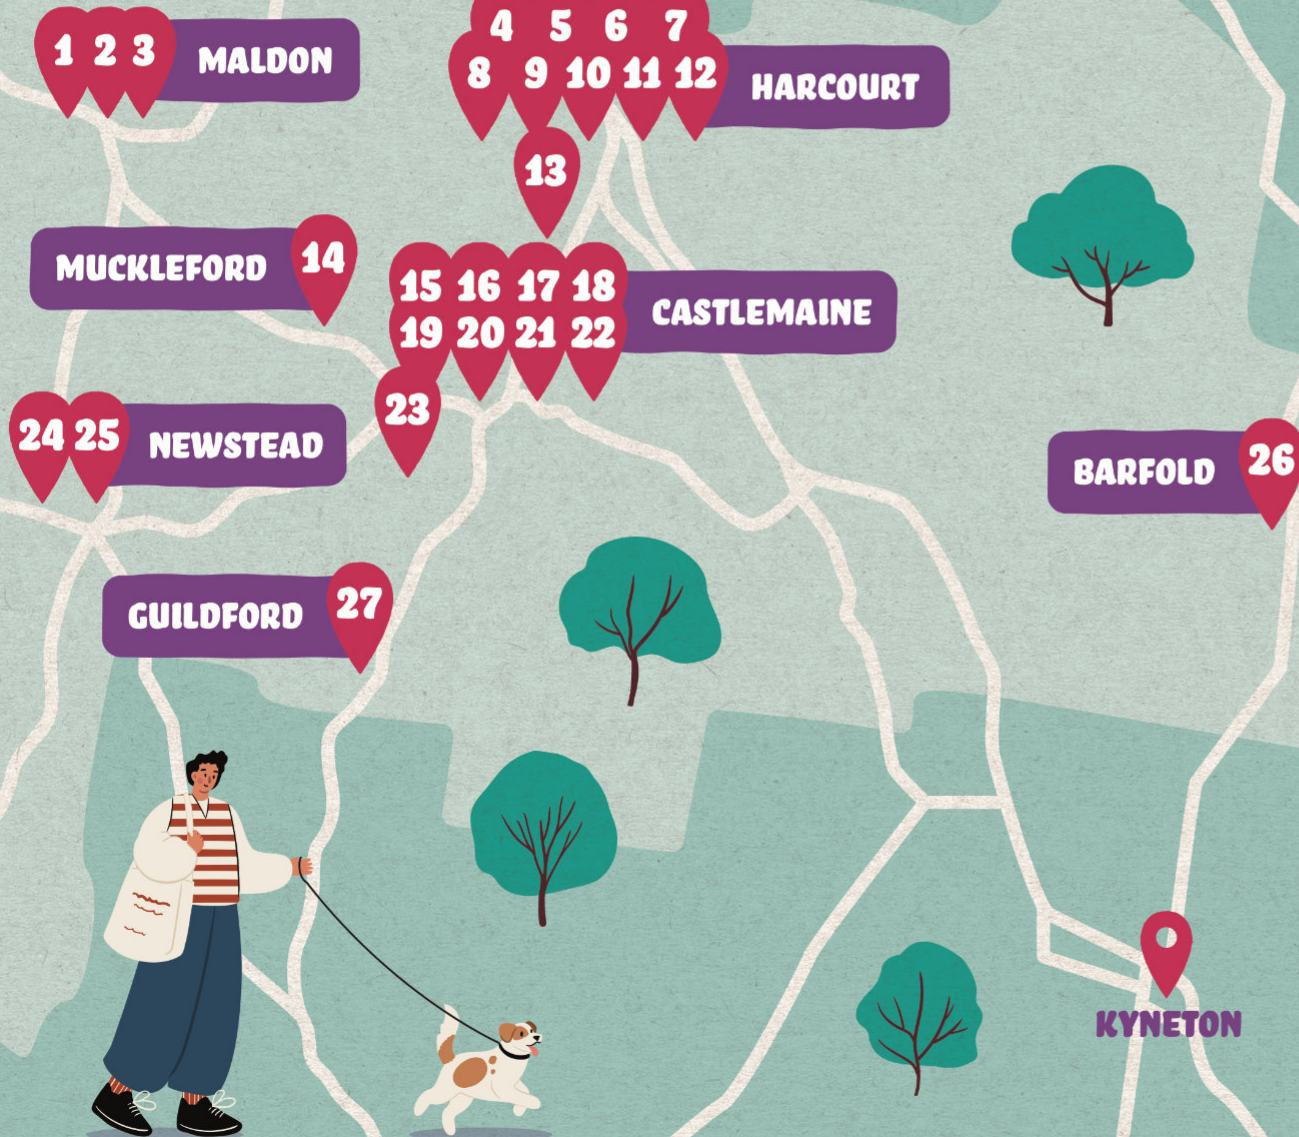 4 5 6 7
1 2 3 MALDON
8 9 10 11 12 HARCOURT
13
MUCKLEFORD 14
15 16 17 18
CASTLEMAINE
19 20 21 22
23
24 25 NEWSTEAD
BARFOLD 26
GUILDFORD 27
KYNETON